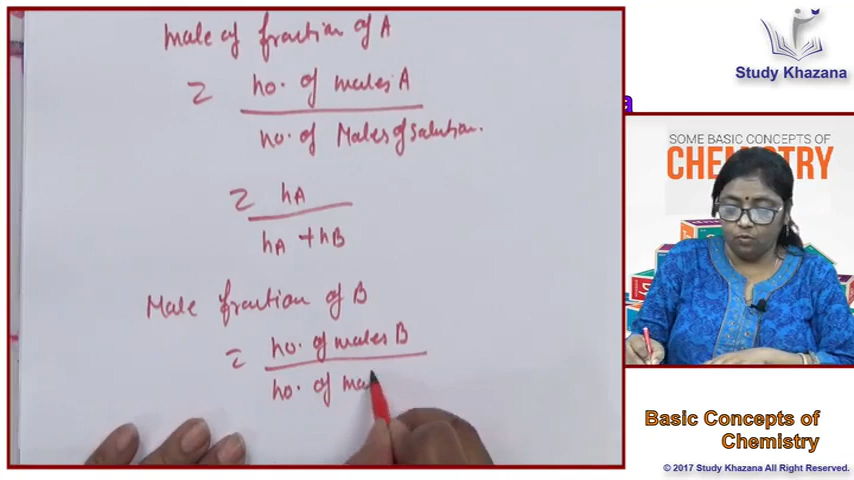 Mole of fraction of A
= no. of moles A
no. of Moles of solution.
= nA
nA + nB
Mole fraction of B
= no. of moles B
no. of mo
Study Khazana
a
SOME BASIC CONCEPTS OF
CHEMISTRY
Basic Concepts of
Chemistry
© 2017 Study Khazana All Right Reserved.